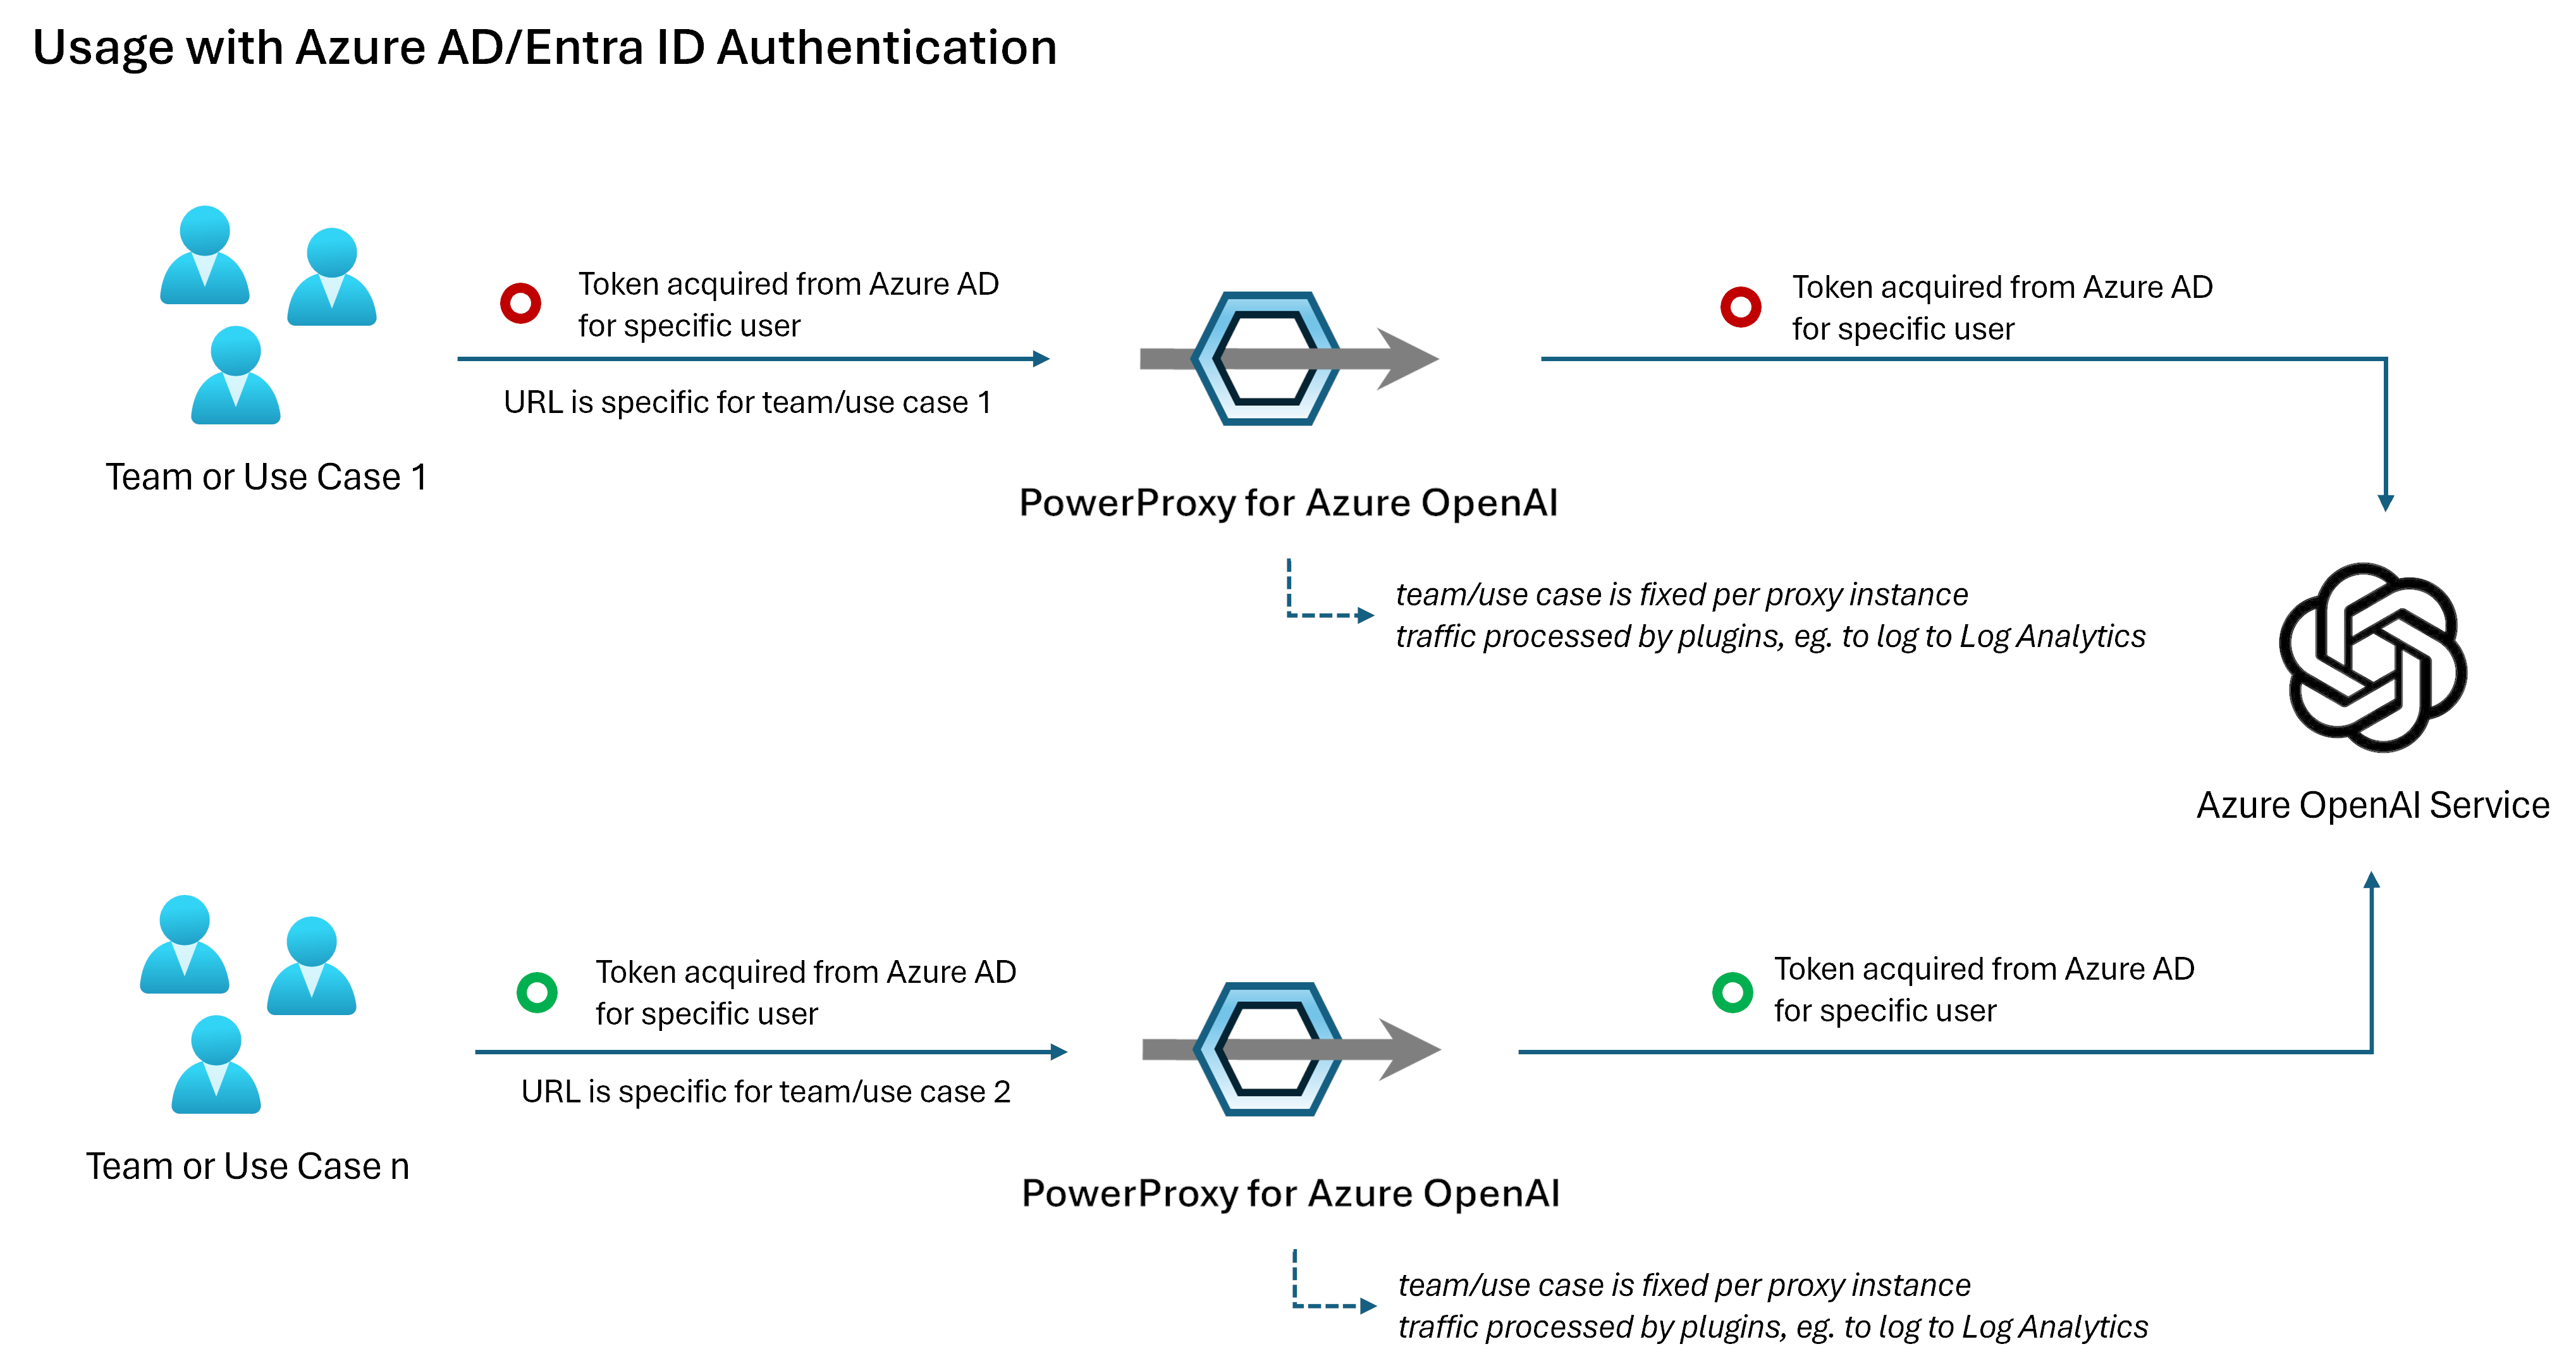 Usage with Azure AD/Entra ID Authentication
Token acquired from Azure AD
for specific user
URL is specific for team/use case 1
Team or Use Case 1
PowerProxy for Azure OpenAI
Token acquired from Azure AD
for specific user
team/use case is fixed per proxy instance
traffic processed by plugins, eg. to log to Log Analytics
Azure OpenAI Service
Token acquired from Azure AD
for specific user
URL is specific for team/use case 2
Team or Use Case n
PowerProxy for Azure OpenAI
Token acquired from Azure AD
for specific user
team/use case is fixed per proxy instance
traffic processed by plugins, eg. to log to Log Analytics